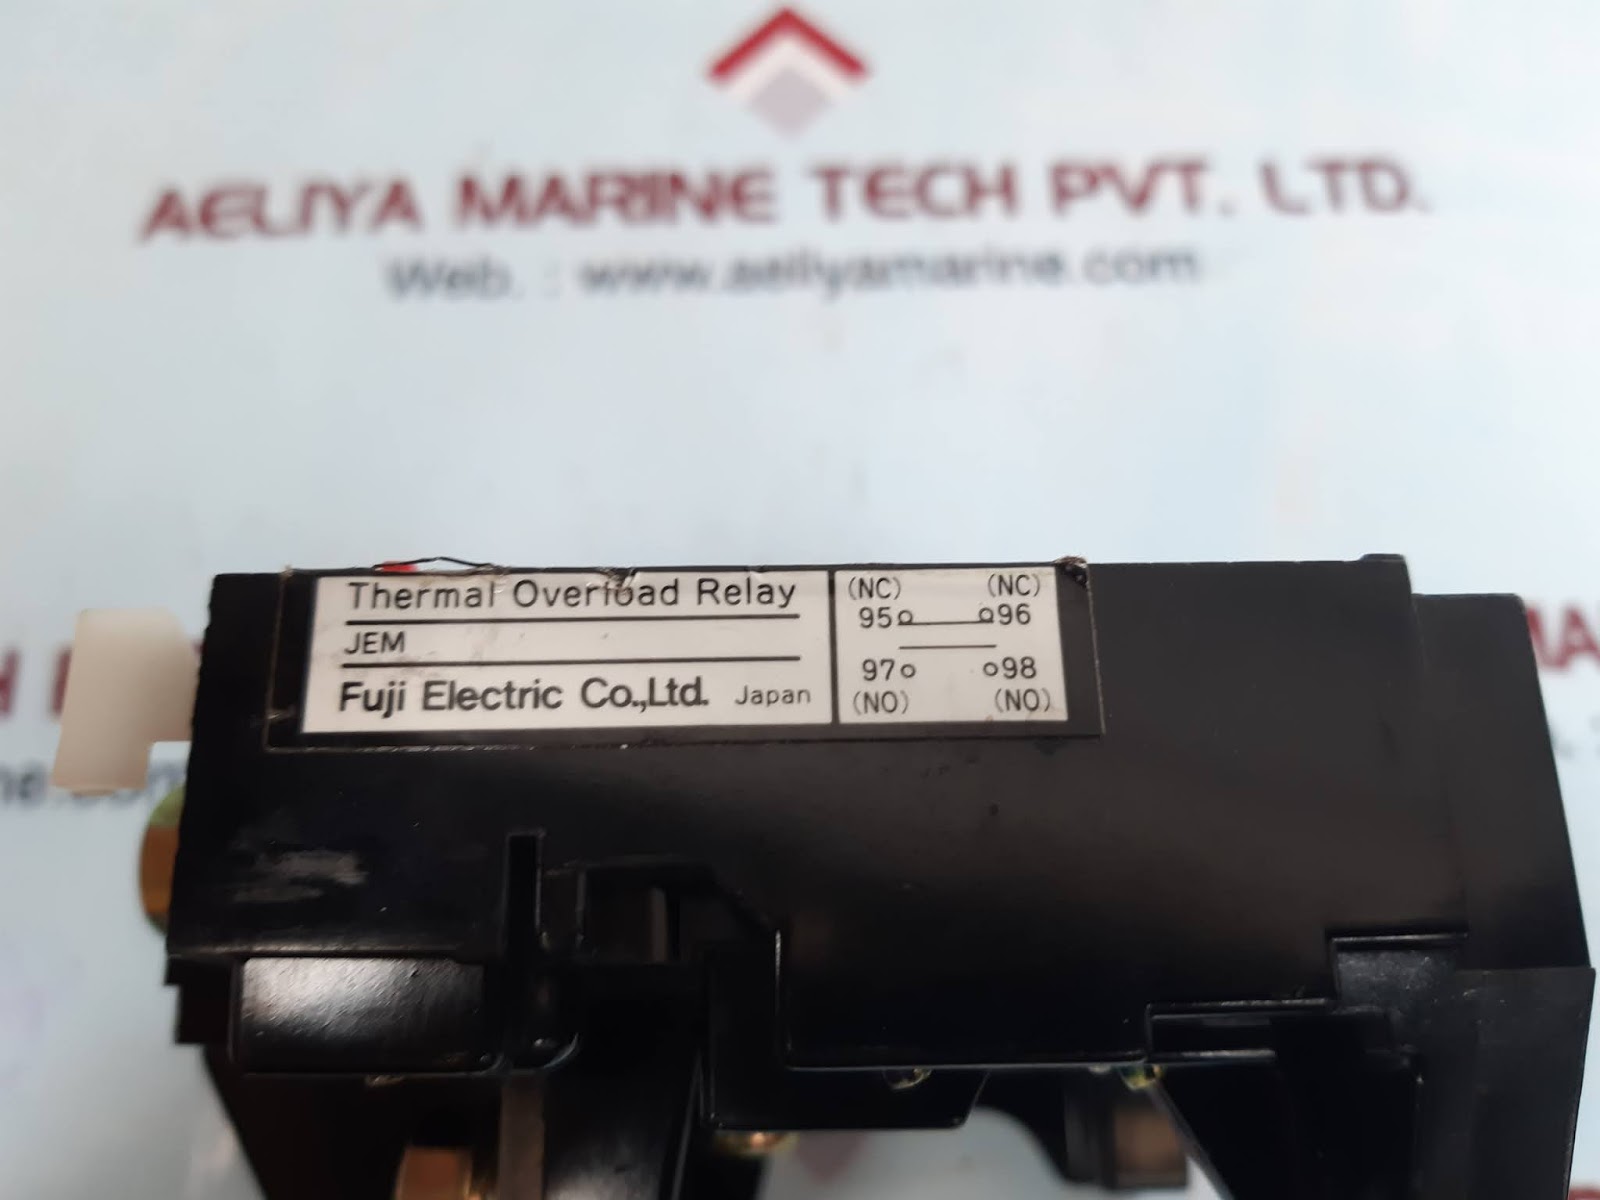 AELIYA MARINE TECH PVT. LTD.
Web. : www.aeliyamarine.com
Thermal Overload Relay
JEM
Fuji Electric Co.,Ltd. Japan
(NC) (NC)
95 96
97 98
(NO) (NO)